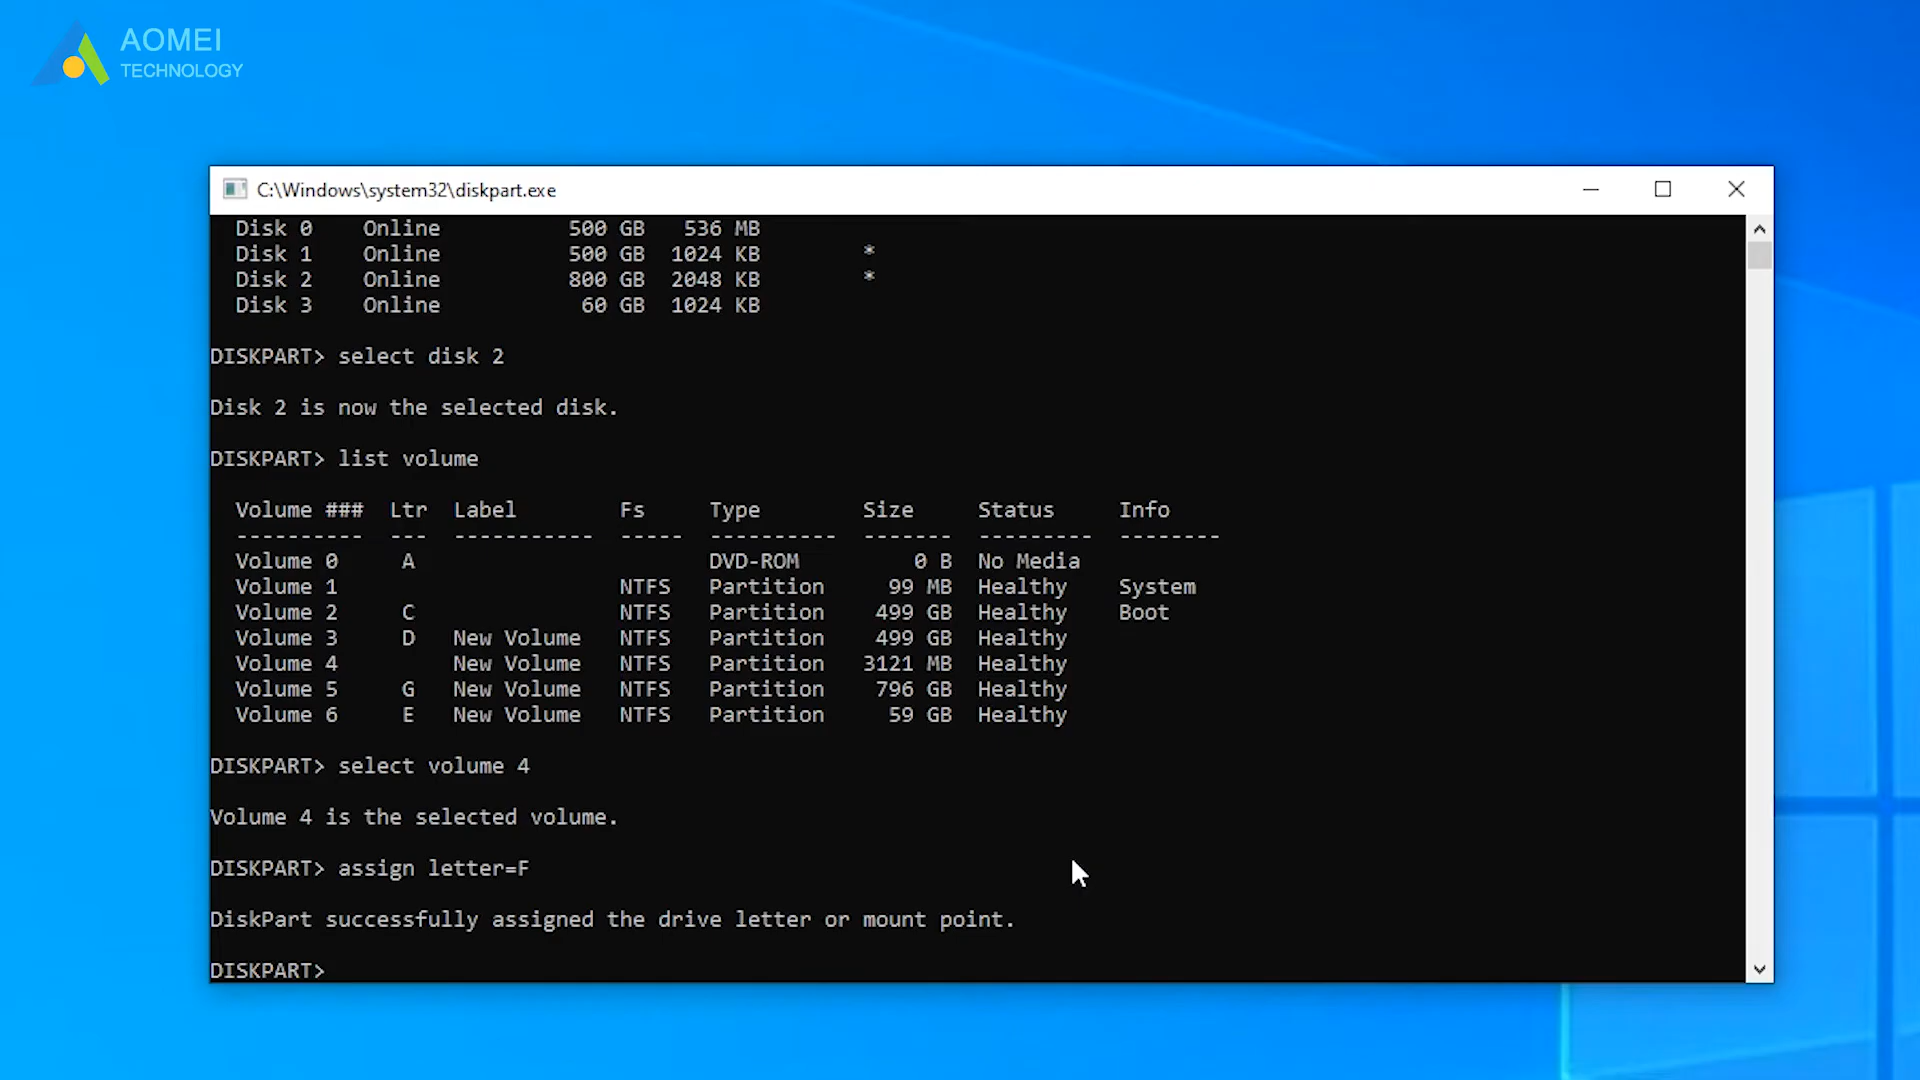 AOMEI
TECHNOLOGY
C:\Windows\system32\diskpart.exe
Disk 0    Online          500 GB   536 MB
Disk 1    Online          500 GB  1024 KB        *
Disk 2    Online          800 GB  2048 KB        *
Disk 3    Online           60 GB  1024 KB
DISKPART> select disk 2
Disk 2 is now the selected disk.
DISKPART> list volume
Volume ###  Ltr  Label        Fs     Type        Size     Status     Info
----------  ---  -----------  -----  ----------  -------  ---------  --------
Volume 0     A                       DVD-ROM         0 B  No Media
Volume 1                      NTFS   Partition     99 MB  Healthy    System
Volume 2     C                NTFS   Partition    499 GB  Healthy    Boot
Volume 3     D   New Volume   NTFS   Partition    499 GB  Healthy
Volume 4         New Volume   NTFS   Partition   3121 MB  Healthy
Volume 5     G   New Volume   NTFS   Partition    796 GB  Healthy
Volume 6     E   New Volume   NTFS   Partition     59 GB  Healthy
DISKPART> select volume 4
Volume 4 is the selected volume.
DISKPART> assign letter=F
DiskPart successfully assigned the drive letter or mount point.
DISKPART>